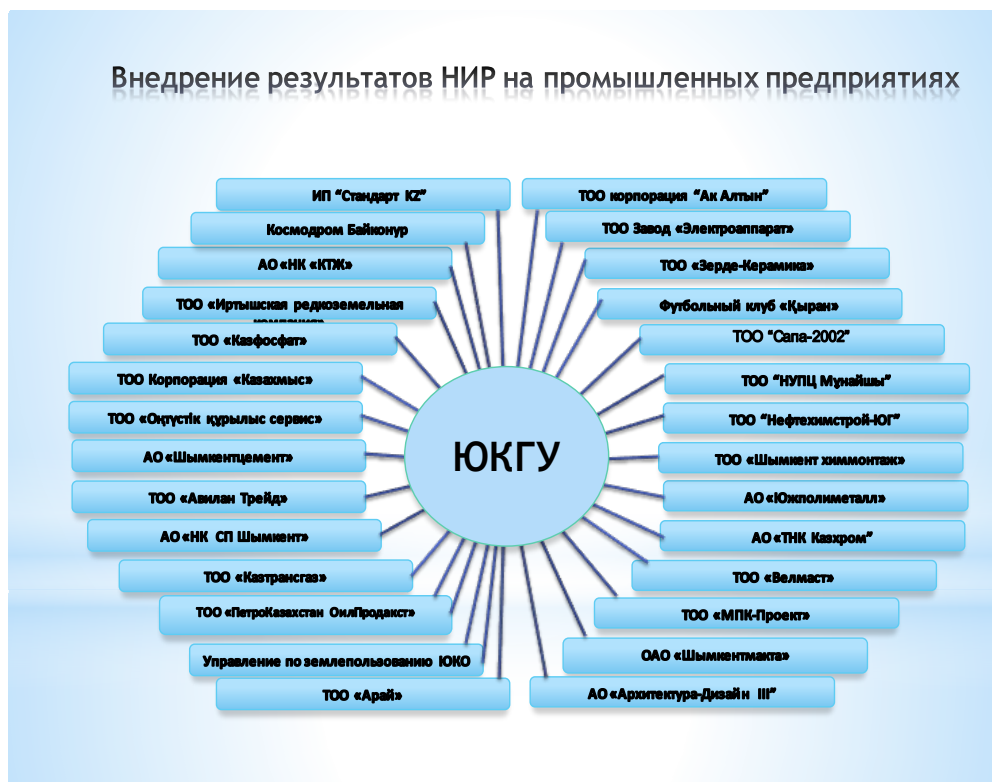 Внедрение результатов НИР на промышленных предприятиях
ИП “Стандарт KZ”
Космодром Байконур
АО «НК «КТЖ»
ТОО «Иртышская редкоземельная
ТОО «Казфосфат»
ТОО Корпорация «Казахмыс»
ТОО «Оңтүстік құрылыс сервис»
АО «Шымкентцемент»
ТОО «Авилан Трейд»
АО «НК СП Шымкент»
ТОО «Казтрансгаз»
ТОО «ПетроКазахстан ОилПродакст»
Управление по землепользованию ЮКО
ТОО «Арай»
ЮКГУ
ТОО корпорация “Ак Алтын”
ТОО Завод «Электроаппарат»
ТОО «Зерде-Керамика»
Футбольный клуб «Қыран»
ТОО “Сапа-2002”
ТОО “НУПЦ Мұнайшы”
ТОО “Нефтехимстрой-ЮГ”
ТОО «Шымкент химмонтаж»
АО «Южполиметалл»
АО «ТНК Казхром”
ТОО «Велмаст»
ТОО «МПК-Проект»
ОАО «Шымкентмакта»
АО «Архитектура-Дизайн III”